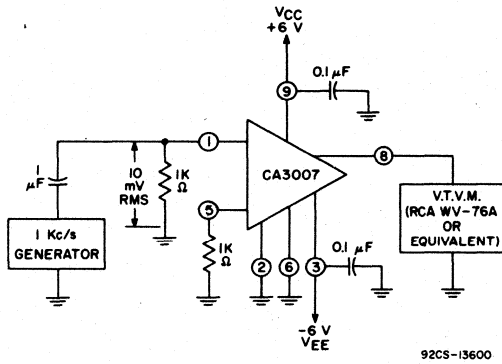 VCC
+6 V
0.1 μF
9
1
8
1
μF
10
mV
RMS
1K
Ω
CA3007
5
1 Kc/s
GENERATOR
1K
Ω
2
6
3
0.1 μF
V.T.V.M.
(RCA WV-76A
OR
EQUIVALENT)
-6 V
VEE
92CS-13600